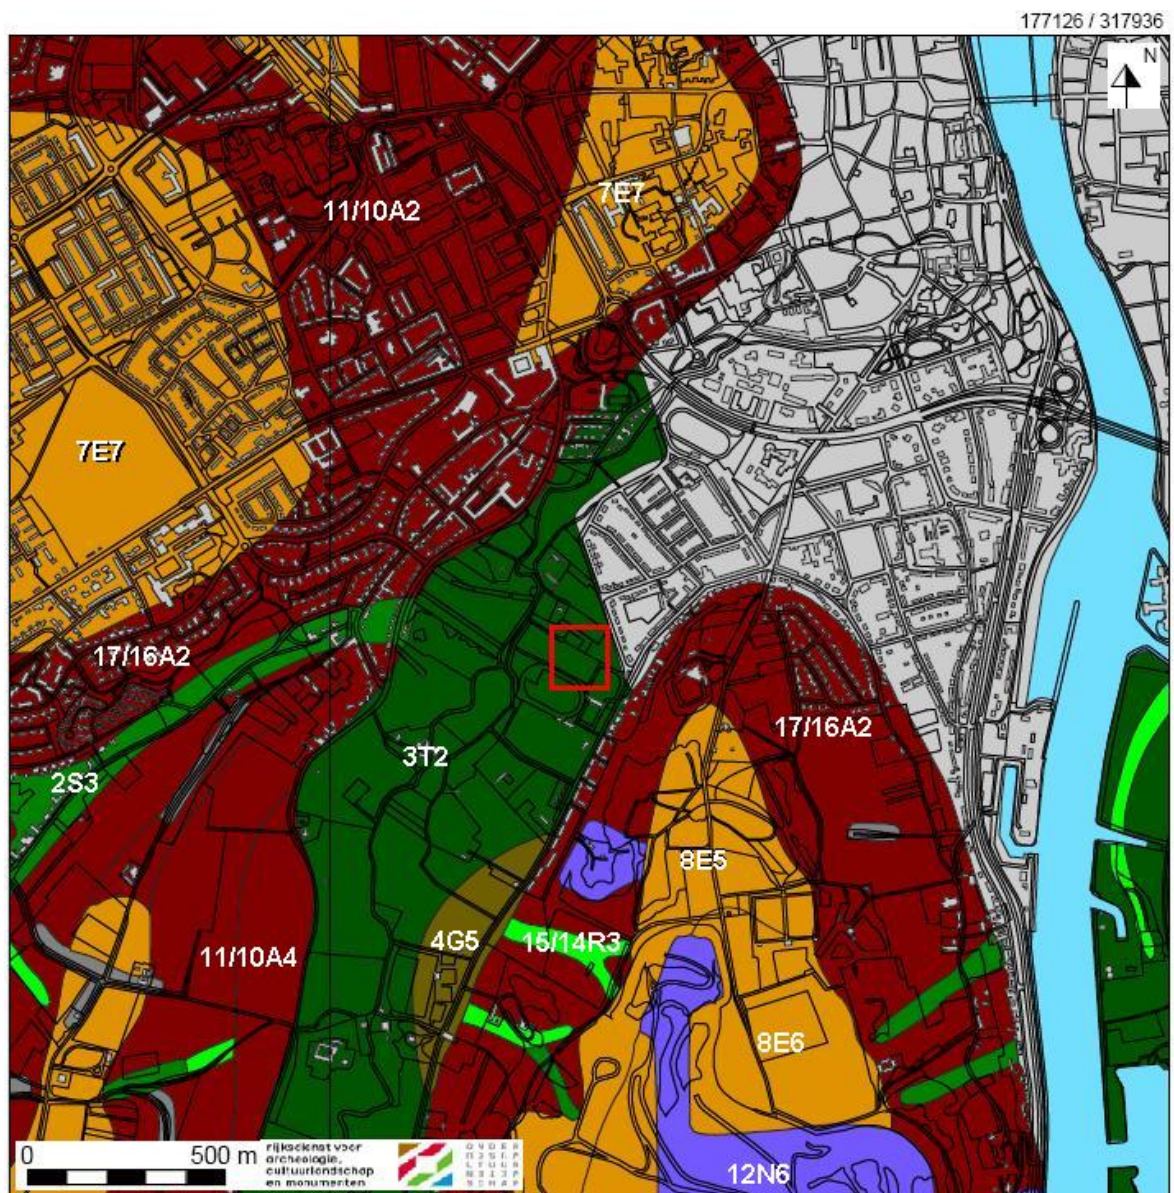 177126 / 317936
N
7E7
11/10A2
7E7
17/16A2
17/16A2
3T2
2S3
8E5
4G5
15/14R3
11/10A4
8E6
0 500 m
rijksdienst voor
archeologie,
cultuurlandschap
en monumenten
12N6